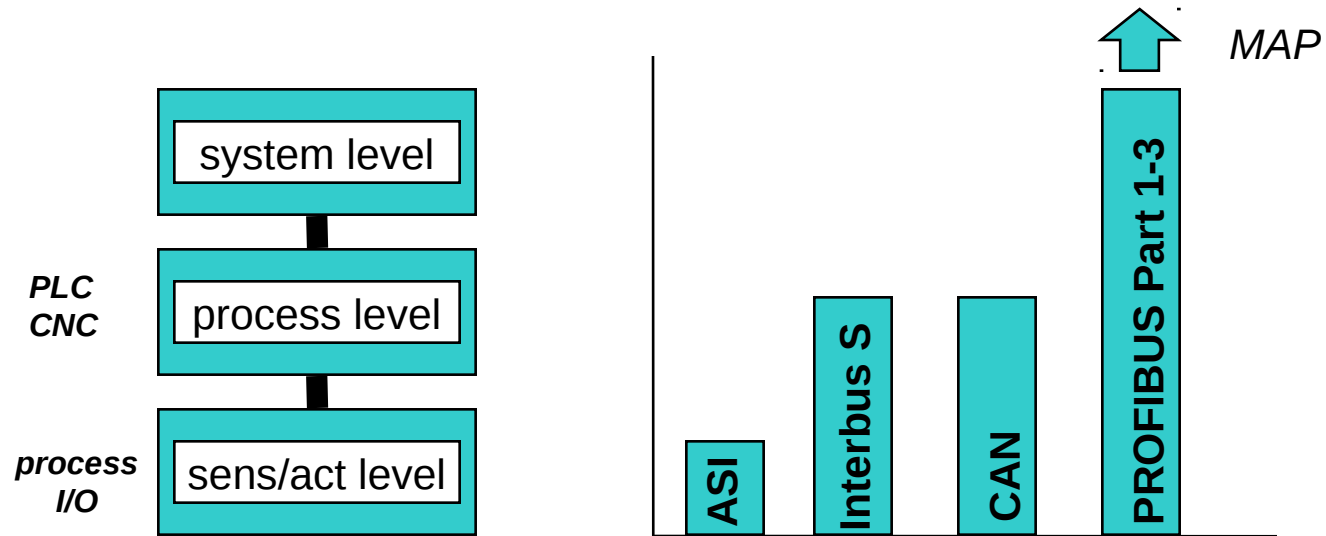 MAP
system level
PLC
CNC
process level
process
I/O
sens/act level
ASI
Interbus S
CAN
PROFIBUS Part 1-3